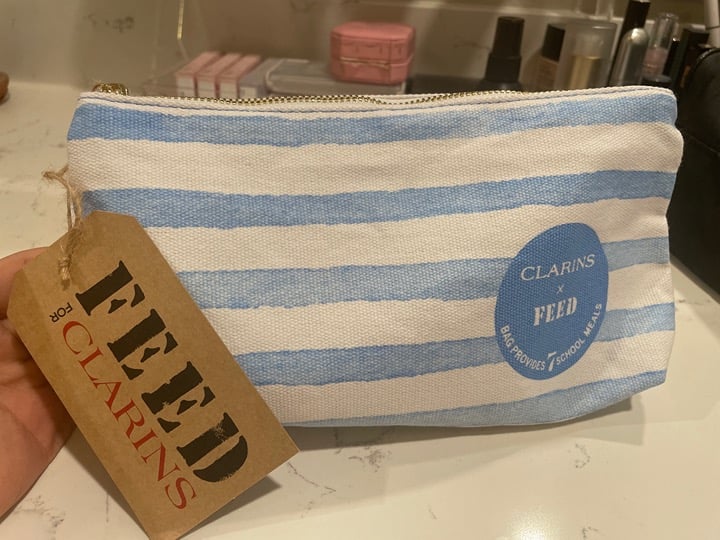 FEED
FOR
CLARINS
CLARINS
x
FEED
BAG PROVIDES 7 SCHOOL MEALS